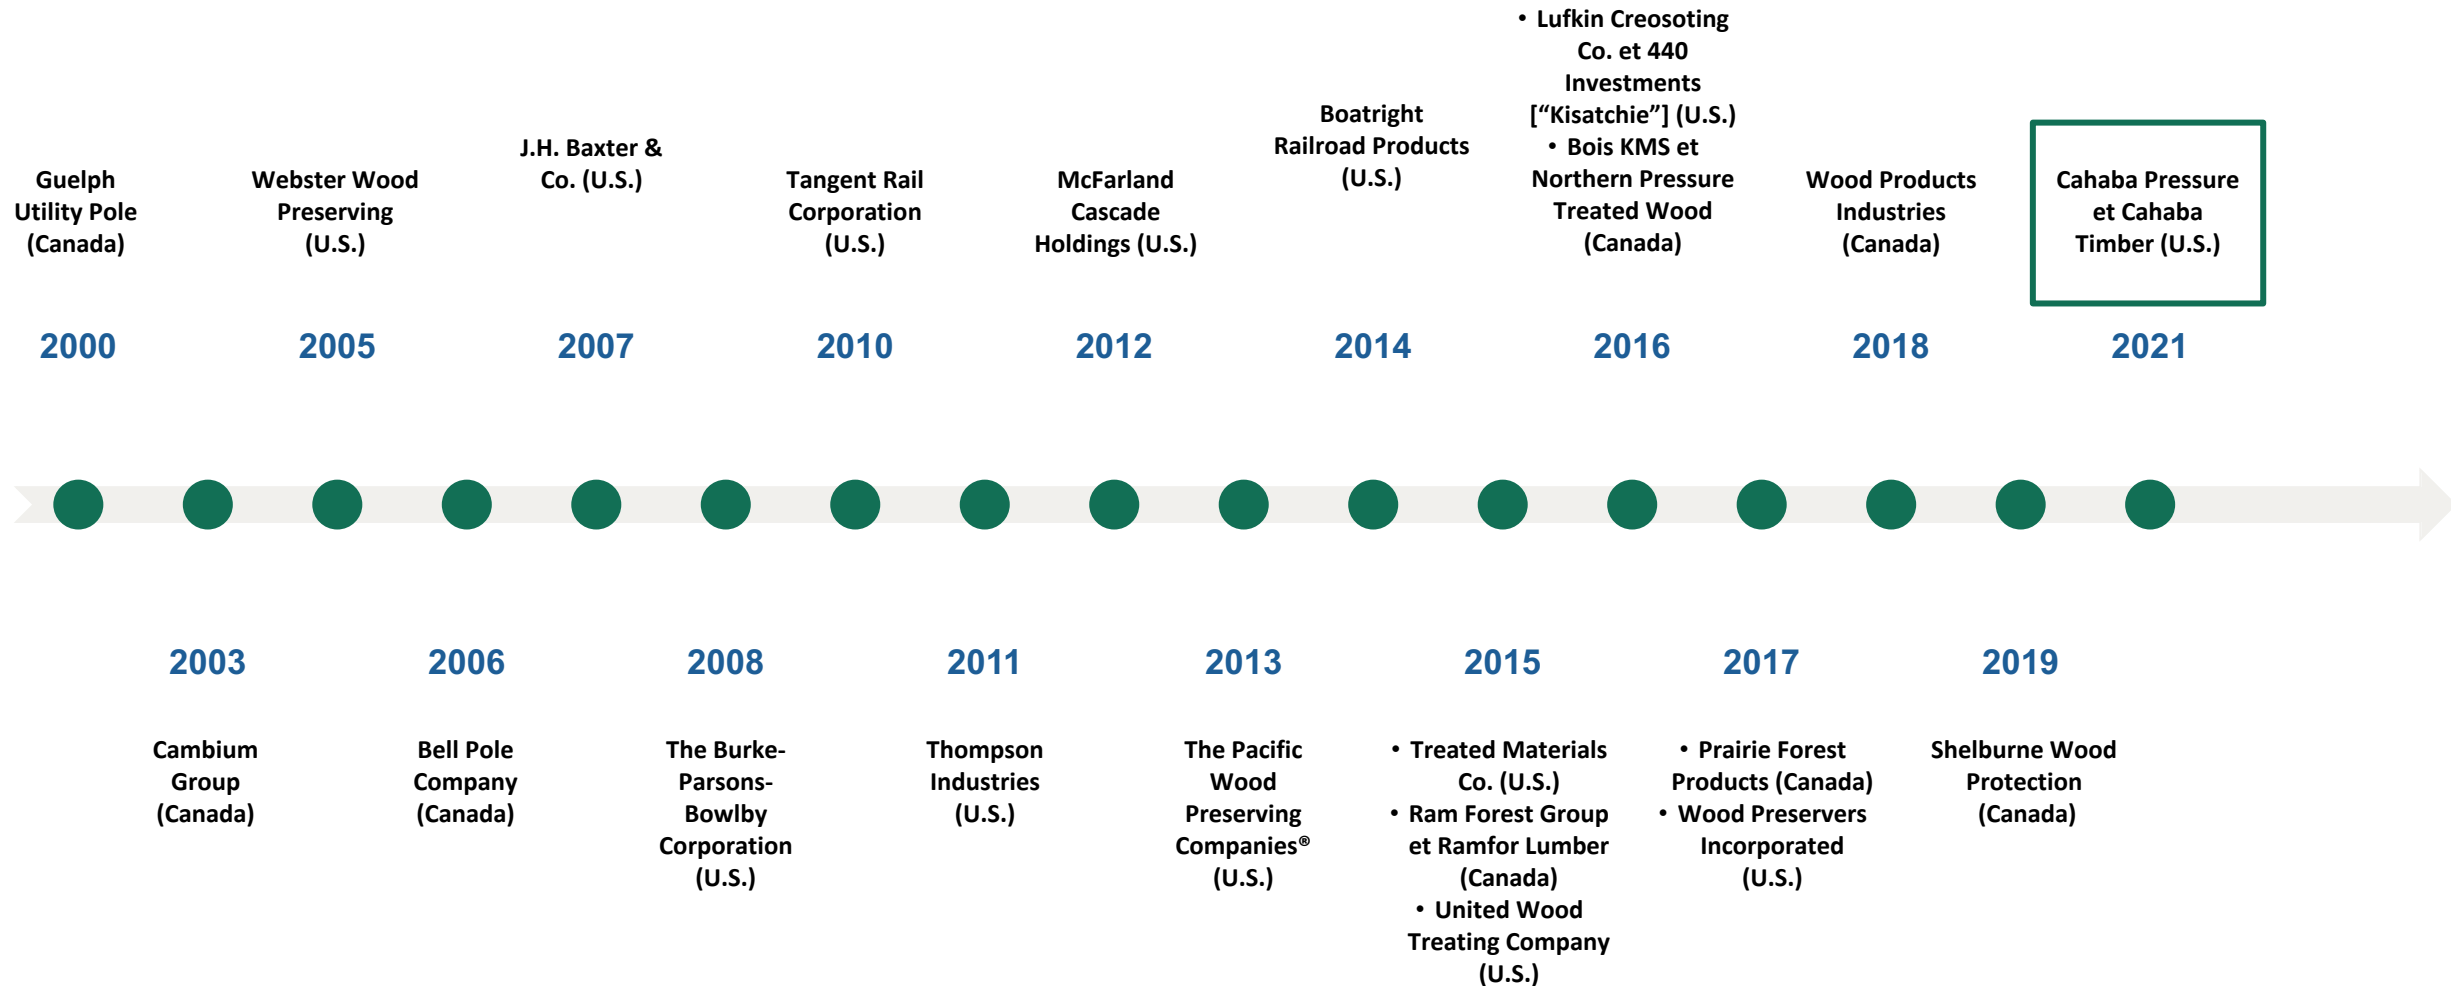 • Lufkin Creosoting
Co. et 440
Investments
[“Kisatchie”] (U.S.)
• Bois KMS et
Northern Pressure
Treated Wood
(Canada)
Boatright
Railroad Products
(U.S.)
J.H. Baxter &
Co. (U.S.)
Guelph
Utility Pole
(Canada)
Webster Wood
Preserving
(U.S.)
Tangent Rail
Corporation
(U.S.)
McFarland
Cascade
Holdings (U.S.)
Wood Products
Industries
(Canada)
Cahaba Pressure
et Cahaba
Timber (U.S.)
2000
2005
2007
2010
2012
2014
2016
2018
2021
2003
2006
2008
2011
2013
2015
2017
2019
Cambium
Group
(Canada)
Bell Pole
Company
(Canada)
The Burke-
Parsons-
Bowlby
Corporation
(U.S.)
Thompson
Industries
(U.S.)
The Pacific
Wood
Preserving
Companies®
(U.S.)
• Treated Materials
Co. (U.S.)
• Ram Forest Group
et Ramfor Lumber
(Canada)
• United Wood
Treating Company
(U.S.)
• Prairie Forest
Products (Canada)
• Wood Preservers
Incorporated
(U.S.)
Shelburne Wood
Protection
(Canada)